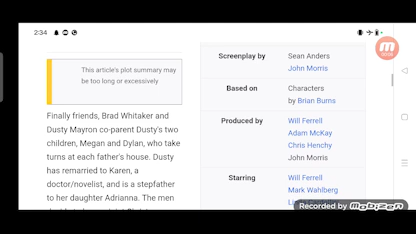 2:34
This article's plot summary may
be too long or excessively
Finally friends, Brad Whitaker and
Dusty Mayron co-parent Dusty's two
children, Megan and Dylan, who take
turns at each father's house. Dusty
has remarried to Karen, a
doctor/novelist, and is a stepfather
to her daughter Adrianna. The men
Screenplay by Sean Anders
John Morris
Based on Characters
by Brian Burns
Produced by Will Ferrell
Adam McKay
Chris Henchy
John Morris
Starring Will Ferrell
Mark Wahlberg
Recorded by Mobizen